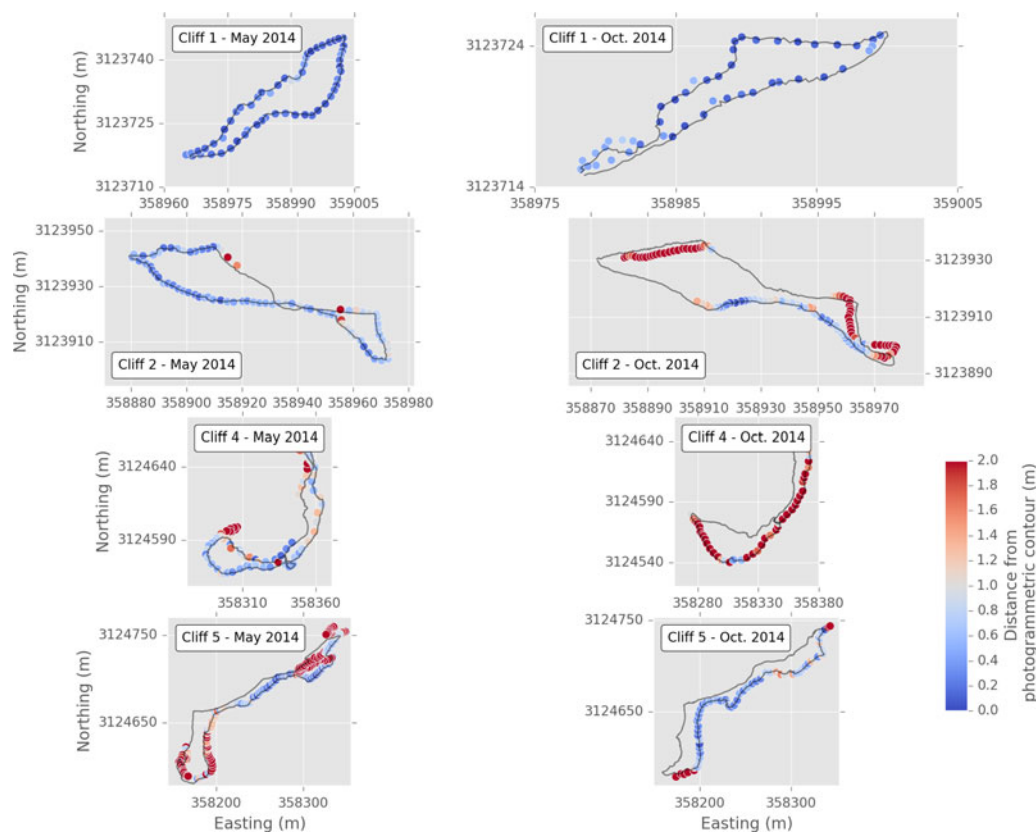 Cliff 1 - May 2014
Cliff 1 - Oct. 2014
Northing (m)
3123740
3123725
3123710
358960 358975 358990 359005
3123724
3123714
358975 358985 358995 359005
Cliff 2 - May 2014
Northing (m)
3123950
3123930
3123910
358880 358900 358920 358940 358960 358980
Cliff 2 - Oct. 2014
3123930
3123910
3123890
358870 358890 358910 358930 358950 358970
Cliff 4 - May 2014
Northing (m)
3124640
3124590
358310 358360
Cliff 4 - Oct. 2014
3124640
3124590
3124540
358280 358330 358380
Cliff 5 - May 2014
Northing (m)
3124750
3124650
358200 358300
Easting (m)
Cliff 5 - Oct. 2014
3124750
3124650
358200 358300
Easting (m)
2.0
1.8
1.6
1.4
1.2
1.0
0.8
0.6
0.4
0.2
0.0
Distance from
photogrammetric contour (m)